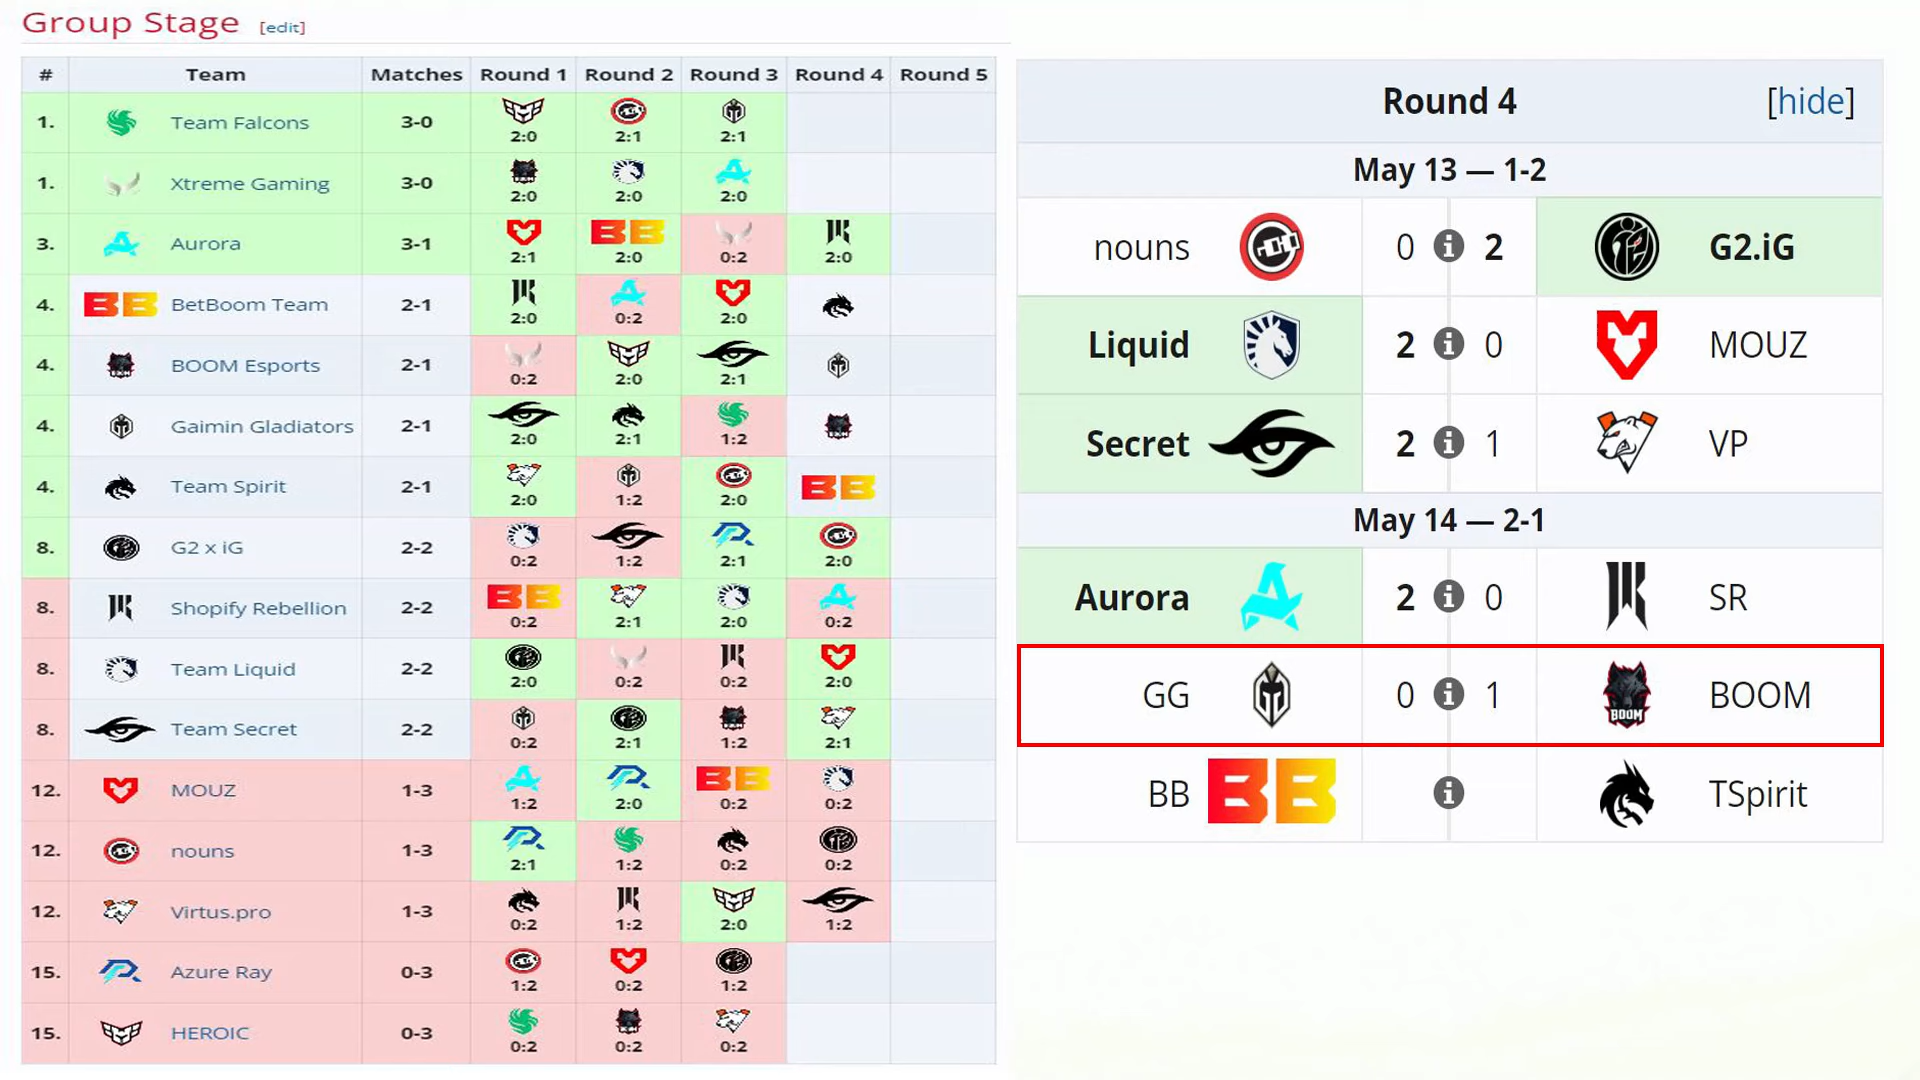 Group Stage [edit]
# Team Matches Round 1 Round 2 Round 3 Round 4 Round 5
1. Team Falcons 3-0 2:0 2:1 2:1
1. Xtreme Gaming 3-0 2:0 2:0 2:0
3. Aurora 3-1 2:1 BB 2:0 0:2 2:0
4. BB BetBoom Team 2-1 2:0 0:2 2:0
4. BOOM Esports 2-1 0:2 2:0 2:1
4. Gaimin Gladiators 2-1 2:0 2:1 1:2
4. Team Spirit 2-1 2:0 1:2 2:0 BB
8. G2 x iG 2-2 0:2 1:2 2:1 2:0
8. Shopify Rebellion 2-2 BB 0:2 2:1 2:0 0:2
8. Team Liquid 2-2 2:0 0:2 0:2 2:0
8. Team Secret 2-2 0:2 2:1 1:2 2:1
12. MOUZ 1-3 1:2 2:0 BB 0:2 0:2
12. nouns 1-3 2:1 1:2 0:2 0:2
12. Virtus.pro 1-3 0:2 1:2 2:0 1:2
15. Azure Ray 0-3 1:2 0:2 1:2
15. HEROIC 0-3 0:2 0:2 0:2
Round 4 [hide]
May 13 — 1-2
nouns 0 i 2 G2.iG
Liquid 2 i 0 MOUZ
Secret 2 i 1 VP
May 14 — 2-1
Aurora 2 i 0 SR
GG 0 i 1 BOOM BOOM
BB BB i TSpirit